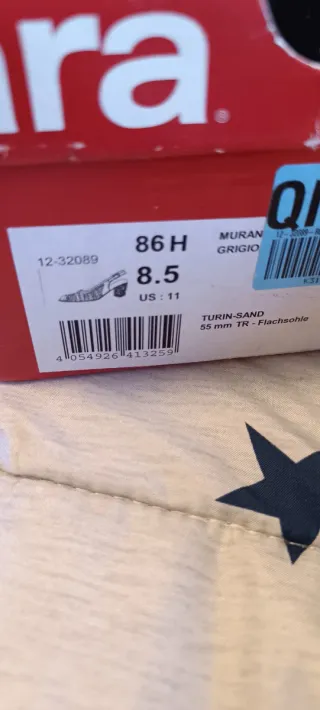 ara
®
12-32089
86 H
8.5
US : 11
MURAN
GRIGIO
TURIN-SAND
55 mm TR - Flachsohle
4 054926 413259